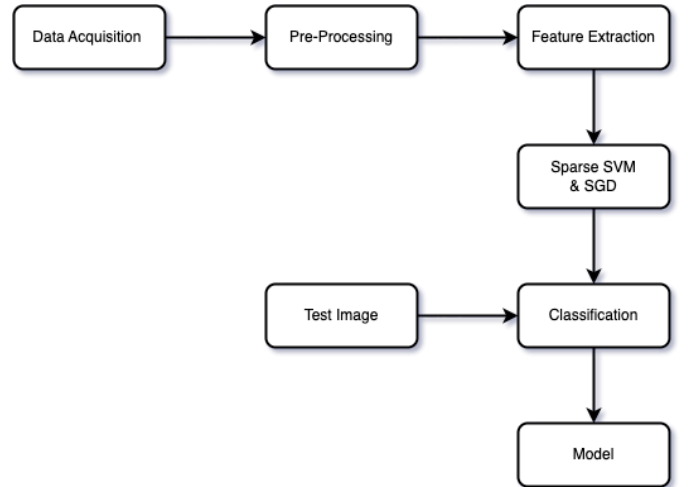 Data Acquisition
Pre-Processing
Feature Extraction
Sparse SVM
& SGD
Test Image
Classification
Model